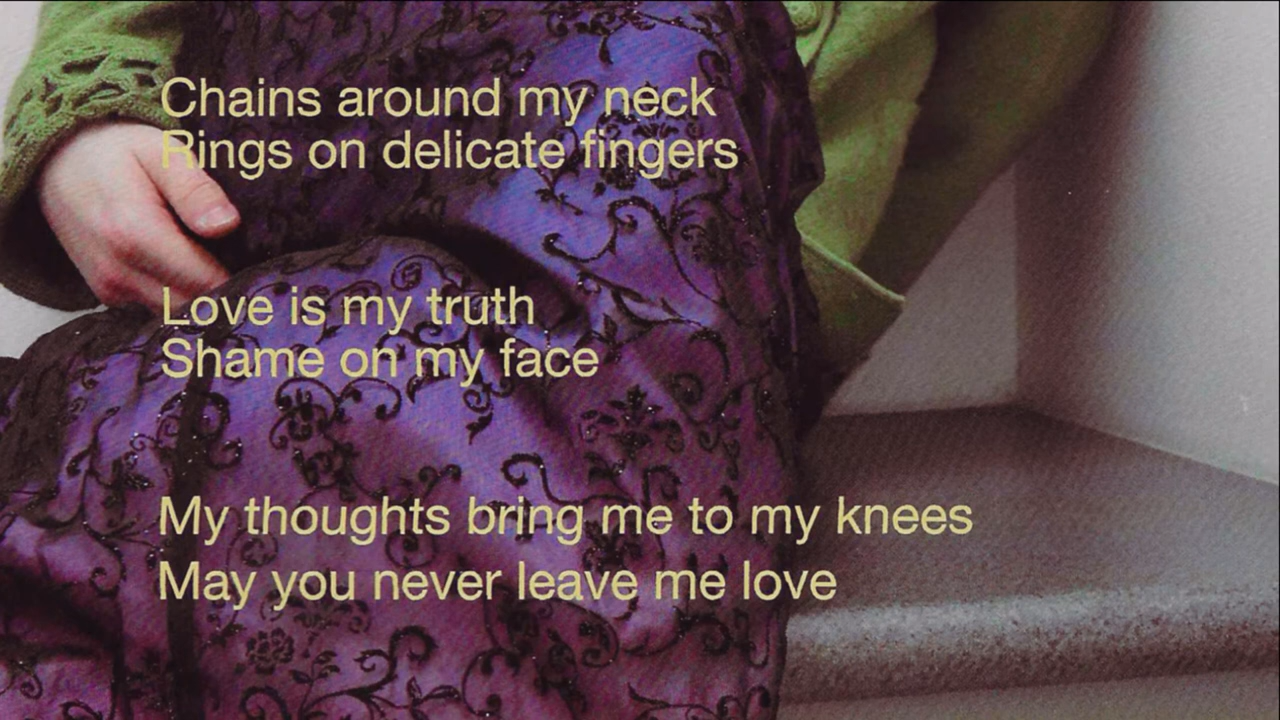 Chains around my neck
Rings on delicate fingers
Love is my truth
Shame on my face
My thoughts bring me to my knees
May you never leave me love